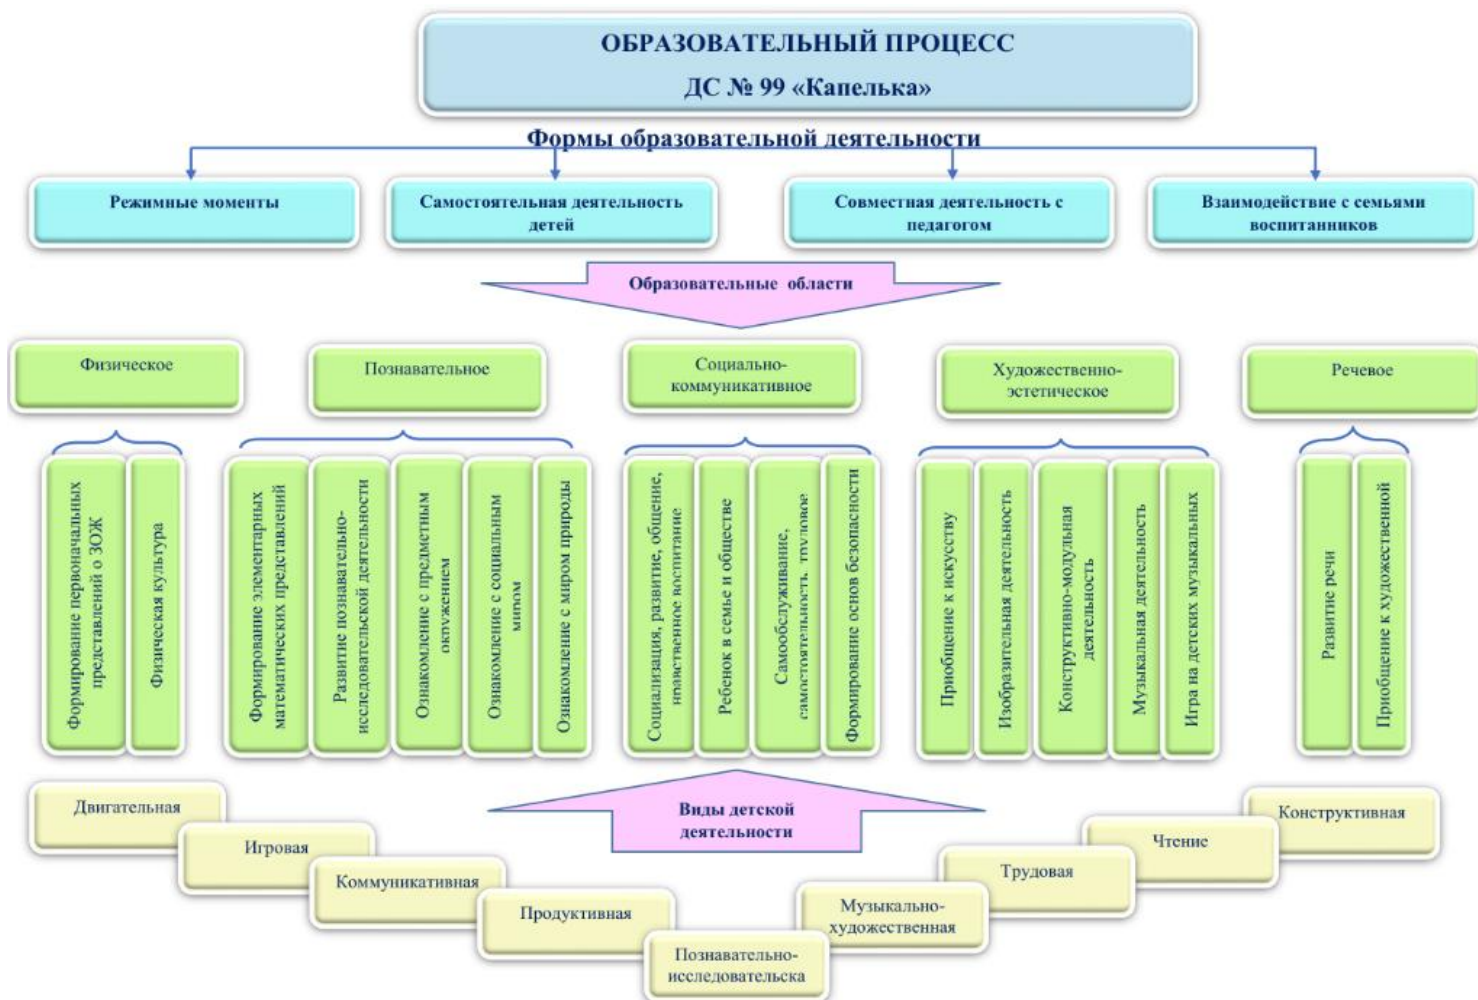 ОБРАЗОВАТЕЛЬНЫЙ ПРОЦЕСС
ДС № 99 «Капелька»
Формы образовательной деятельности
Режимные моменты
Самостоятельная деятельность
детей
Совместная деятельность с
педагогом
Взаимодействие с семьями
воспитанников
Образовательные области
Физическое
Познавательное
Социально-
коммуникативное
Художественно-
эстетическое
Речевое
Формирование первоначальных
представлений о ЗОЖ
Физическая культура
Формирование элементарных
математических представлений
Развитие познавательно-
исследовательской деятельности
Ознакомление с предметным
окружением
Ознакомление с социальным
миром
Ознакомление с миром природы
Социализация, развитие, общение,
нравственное воспитание
Ребенок в семье и обществе
Самообслуживание,
самостоятельность, трудовое
Формирование основ безопасности
Приобщение к искусству
Изобразительная деятельность
Конструктивно-модульная
деятельность
Музыкальная деятельность
Игра на детских музыкальных
Развитие речи
Приобщение к художественной
Виды детской
деятельности
Двигательная
Игровая
Коммуникативная
Продуктивная
Познавательно-
исследовательска
Музыкально-
художественная
Трудовая
Чтение
Конструктивная